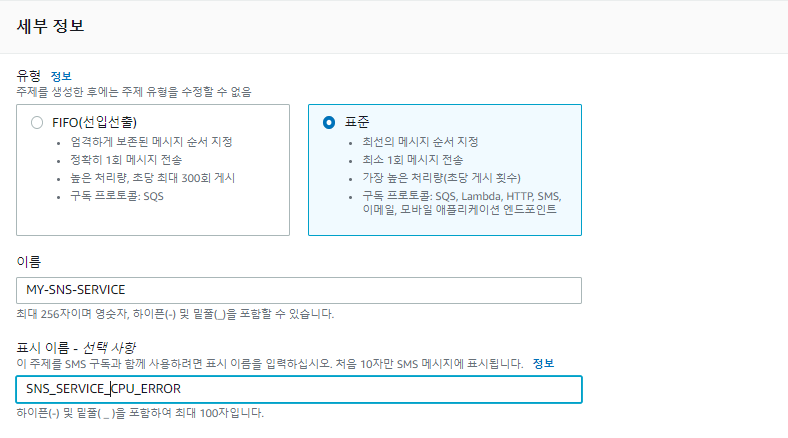 세부 정보
유형 정보
주제를 생성한 후에는 주제 유형을 수정할 수 없음
FIFO(선입선출)
• 엄격하게 보존된 메시지 순서 지정
• 정확히 1회 메시지 전송
• 높은 처리량, 초당 최대 300회 게시
• 구독 프로토콜: SQS
표준
• 최선의 메시지 순서 지정
• 최소 1회 메시지 전송
• 가장 높은 처리량(초당 게시 횟수)
• 구독 프로토콜: SQS, Lambda, HTTP, SMS,
이메일, 모바일 애플리케이션 엔드포인트
이름
MY-SNS-SERVICE
최대 256자이며 영숫자, 하이픈(-) 및 밑줄(_)을 포함할 수 있습니다.
표시 이름 - 선택 사항
이 주제를 SMS 구독과 함께 사용하려면 표시 이름을 입력하십시오. 처음 10자만 SMS 메시지에 표시됩니다. 정보
SNS_SERVICE_CPU_ERROR
하이픈(-) 및 밑줄( _ )을 포함하여 최대 100자입니다.